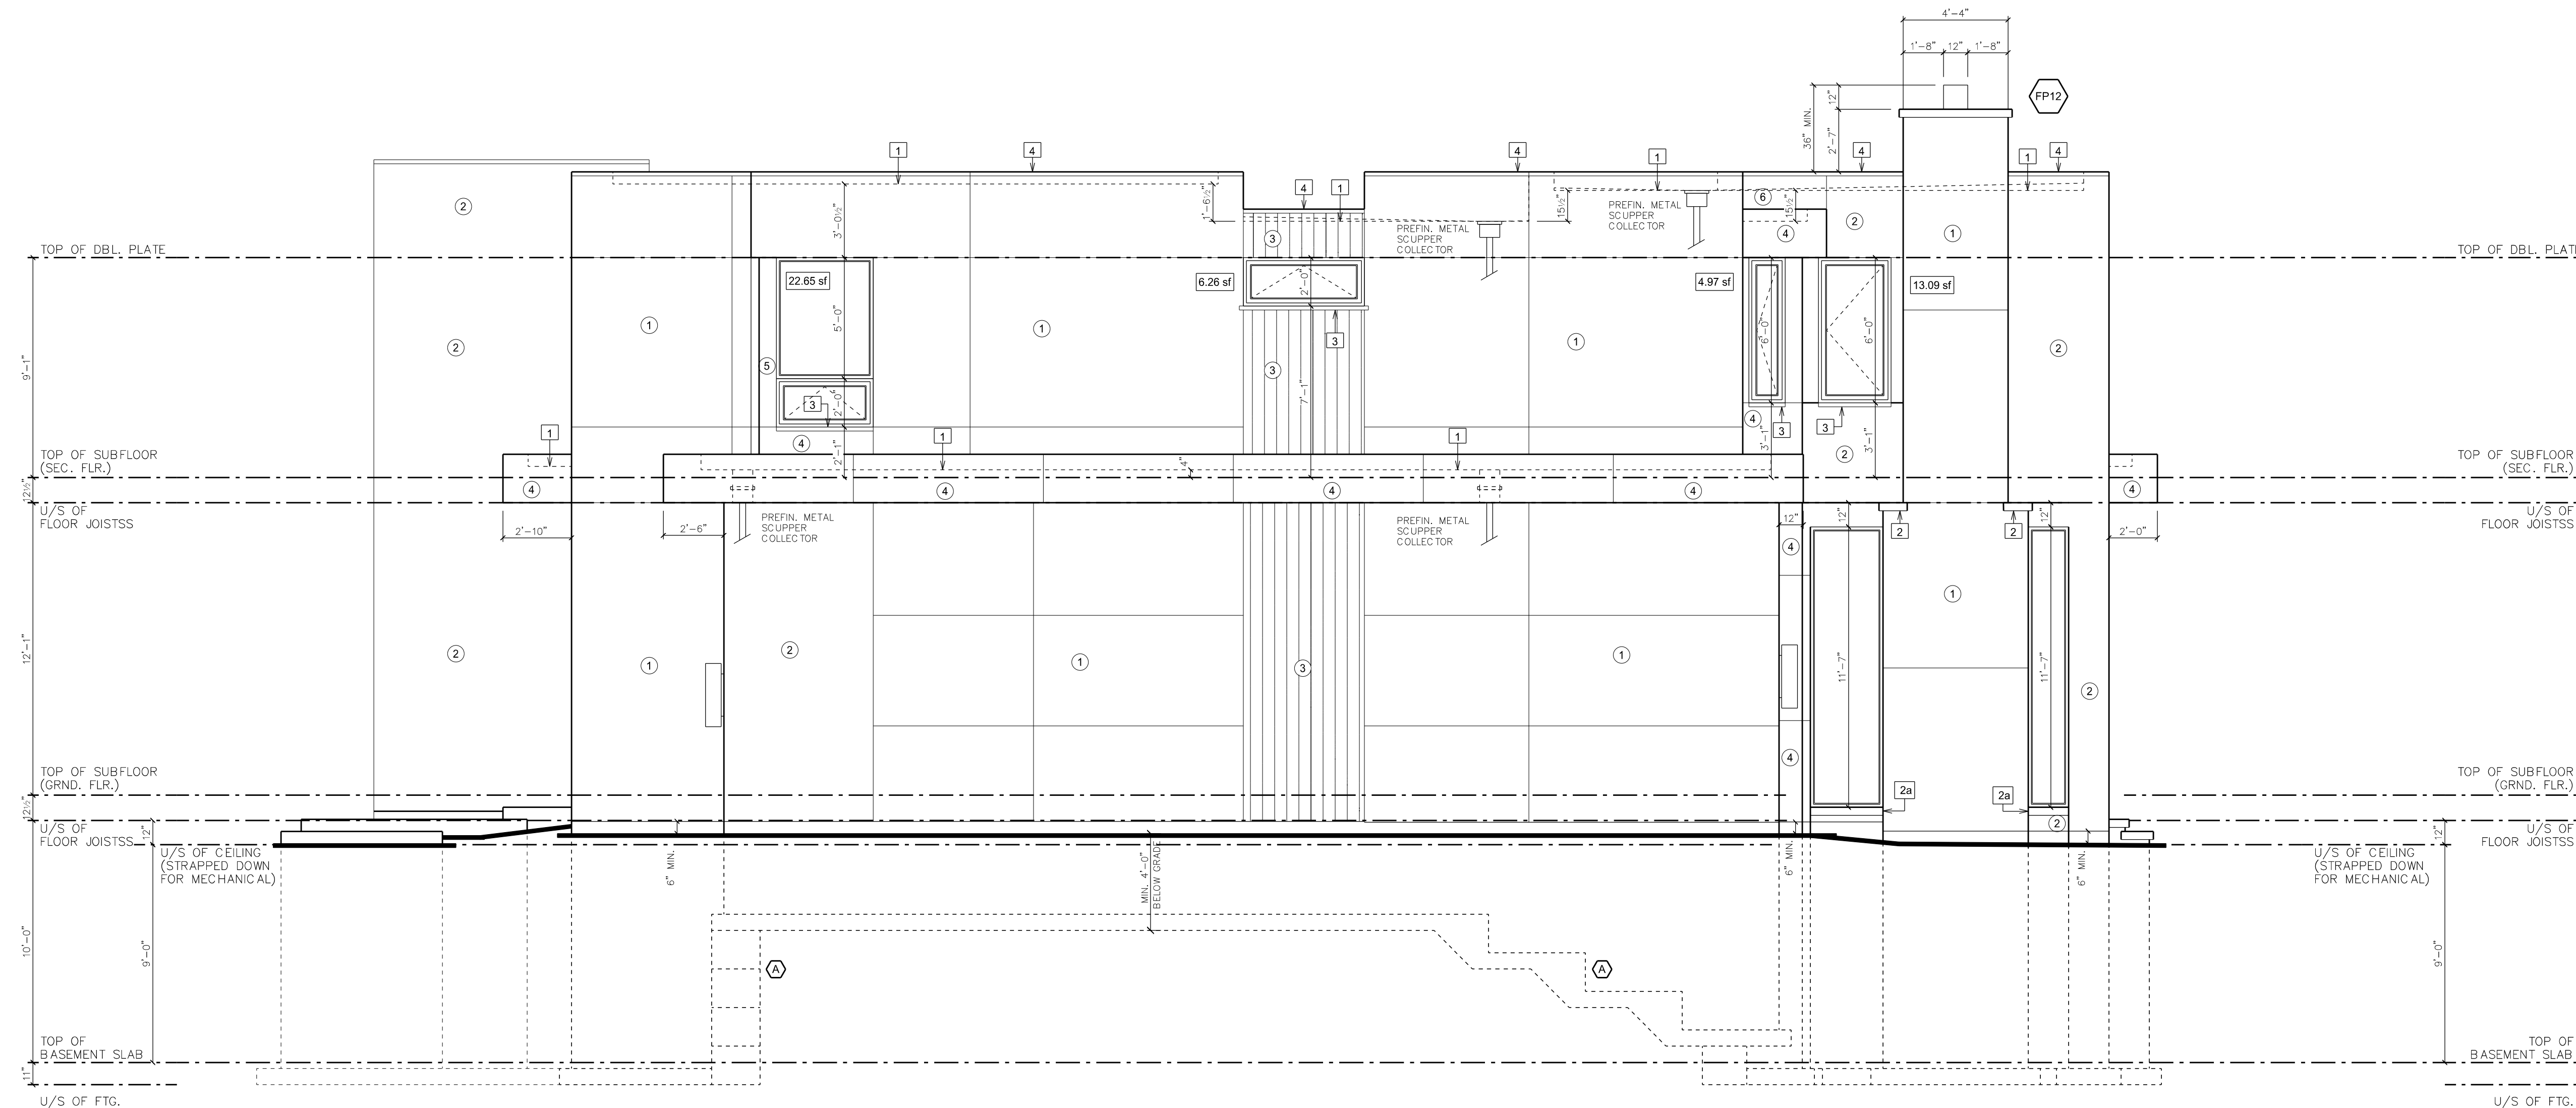 4'-4"
1'-8" 12" 1'-8"
FP12
36" MIN.
12"
2'-7"
1
4
4
1
4
1
4
4
1
2
3'-0½"
1'-6½"
15½"
15½"
6
2
4
1
3
PREFIN. METAL
SCUPPER
COLLECTOR
PREFIN. METAL
SCUPPER
COLLECTOR
TOP OF DBL. PLATE
TOP OF DBL. PLATE
22.65 sf
6.26 sf
4.97 sf
13.09 sf
9'-1"
2
1
5
5'-0"
1
2'-0"
3
3
7'-1"
1
6'-0"
6'-0"
2
3
2'-0"
4
2'-1"
4
3
3
3'-1"
3'-1"
2
1
1
1
4"
TOP OF SUBFLOOR
(SEC. FLR.)
TOP OF SUBFLOOR
(SEC. FLR.)
12½"
4
4
4
4
4
U/S OF
FLOOR JOISTSS
U/S OF
FLOOR JOISTSS
2'-10"
2'-6"
PREFIN. METAL
SCUPPER
COLLECTOR
PREFIN. METAL
SCUPPER
COLLECTOR
12"
12"
12"
2
2
2'-0"
4
12'-1"
2
1
2
1
3
1
11'-7"
1
11'-7"
2
4
TOP OF SUBFLOOR
(GRND. FLR.)
TOP OF SUBFLOOR
(GRND. FLR.)
2a
2a
2
12½"
U/S OF
FLOOR JOISTSS
12"
U/S OF
FLOOR JOISTSS
12"
U/S OF CEILING
(STRAPPED DOWN
FOR MECHANICAL)
U/S OF CEILING
(STRAPPED DOWN
FOR MECHANICAL)
6" MIN.
MIN. 4'-0"
BELOW GRADE
6" MIN.
6" MIN.
10'-0"
9'-0"
9'-0"
A
A
TOP OF
BASEMENT SLAB
TOP OF
BASEMENT SLAB
11"
U/S OF FTG.
U/S OF FTG.